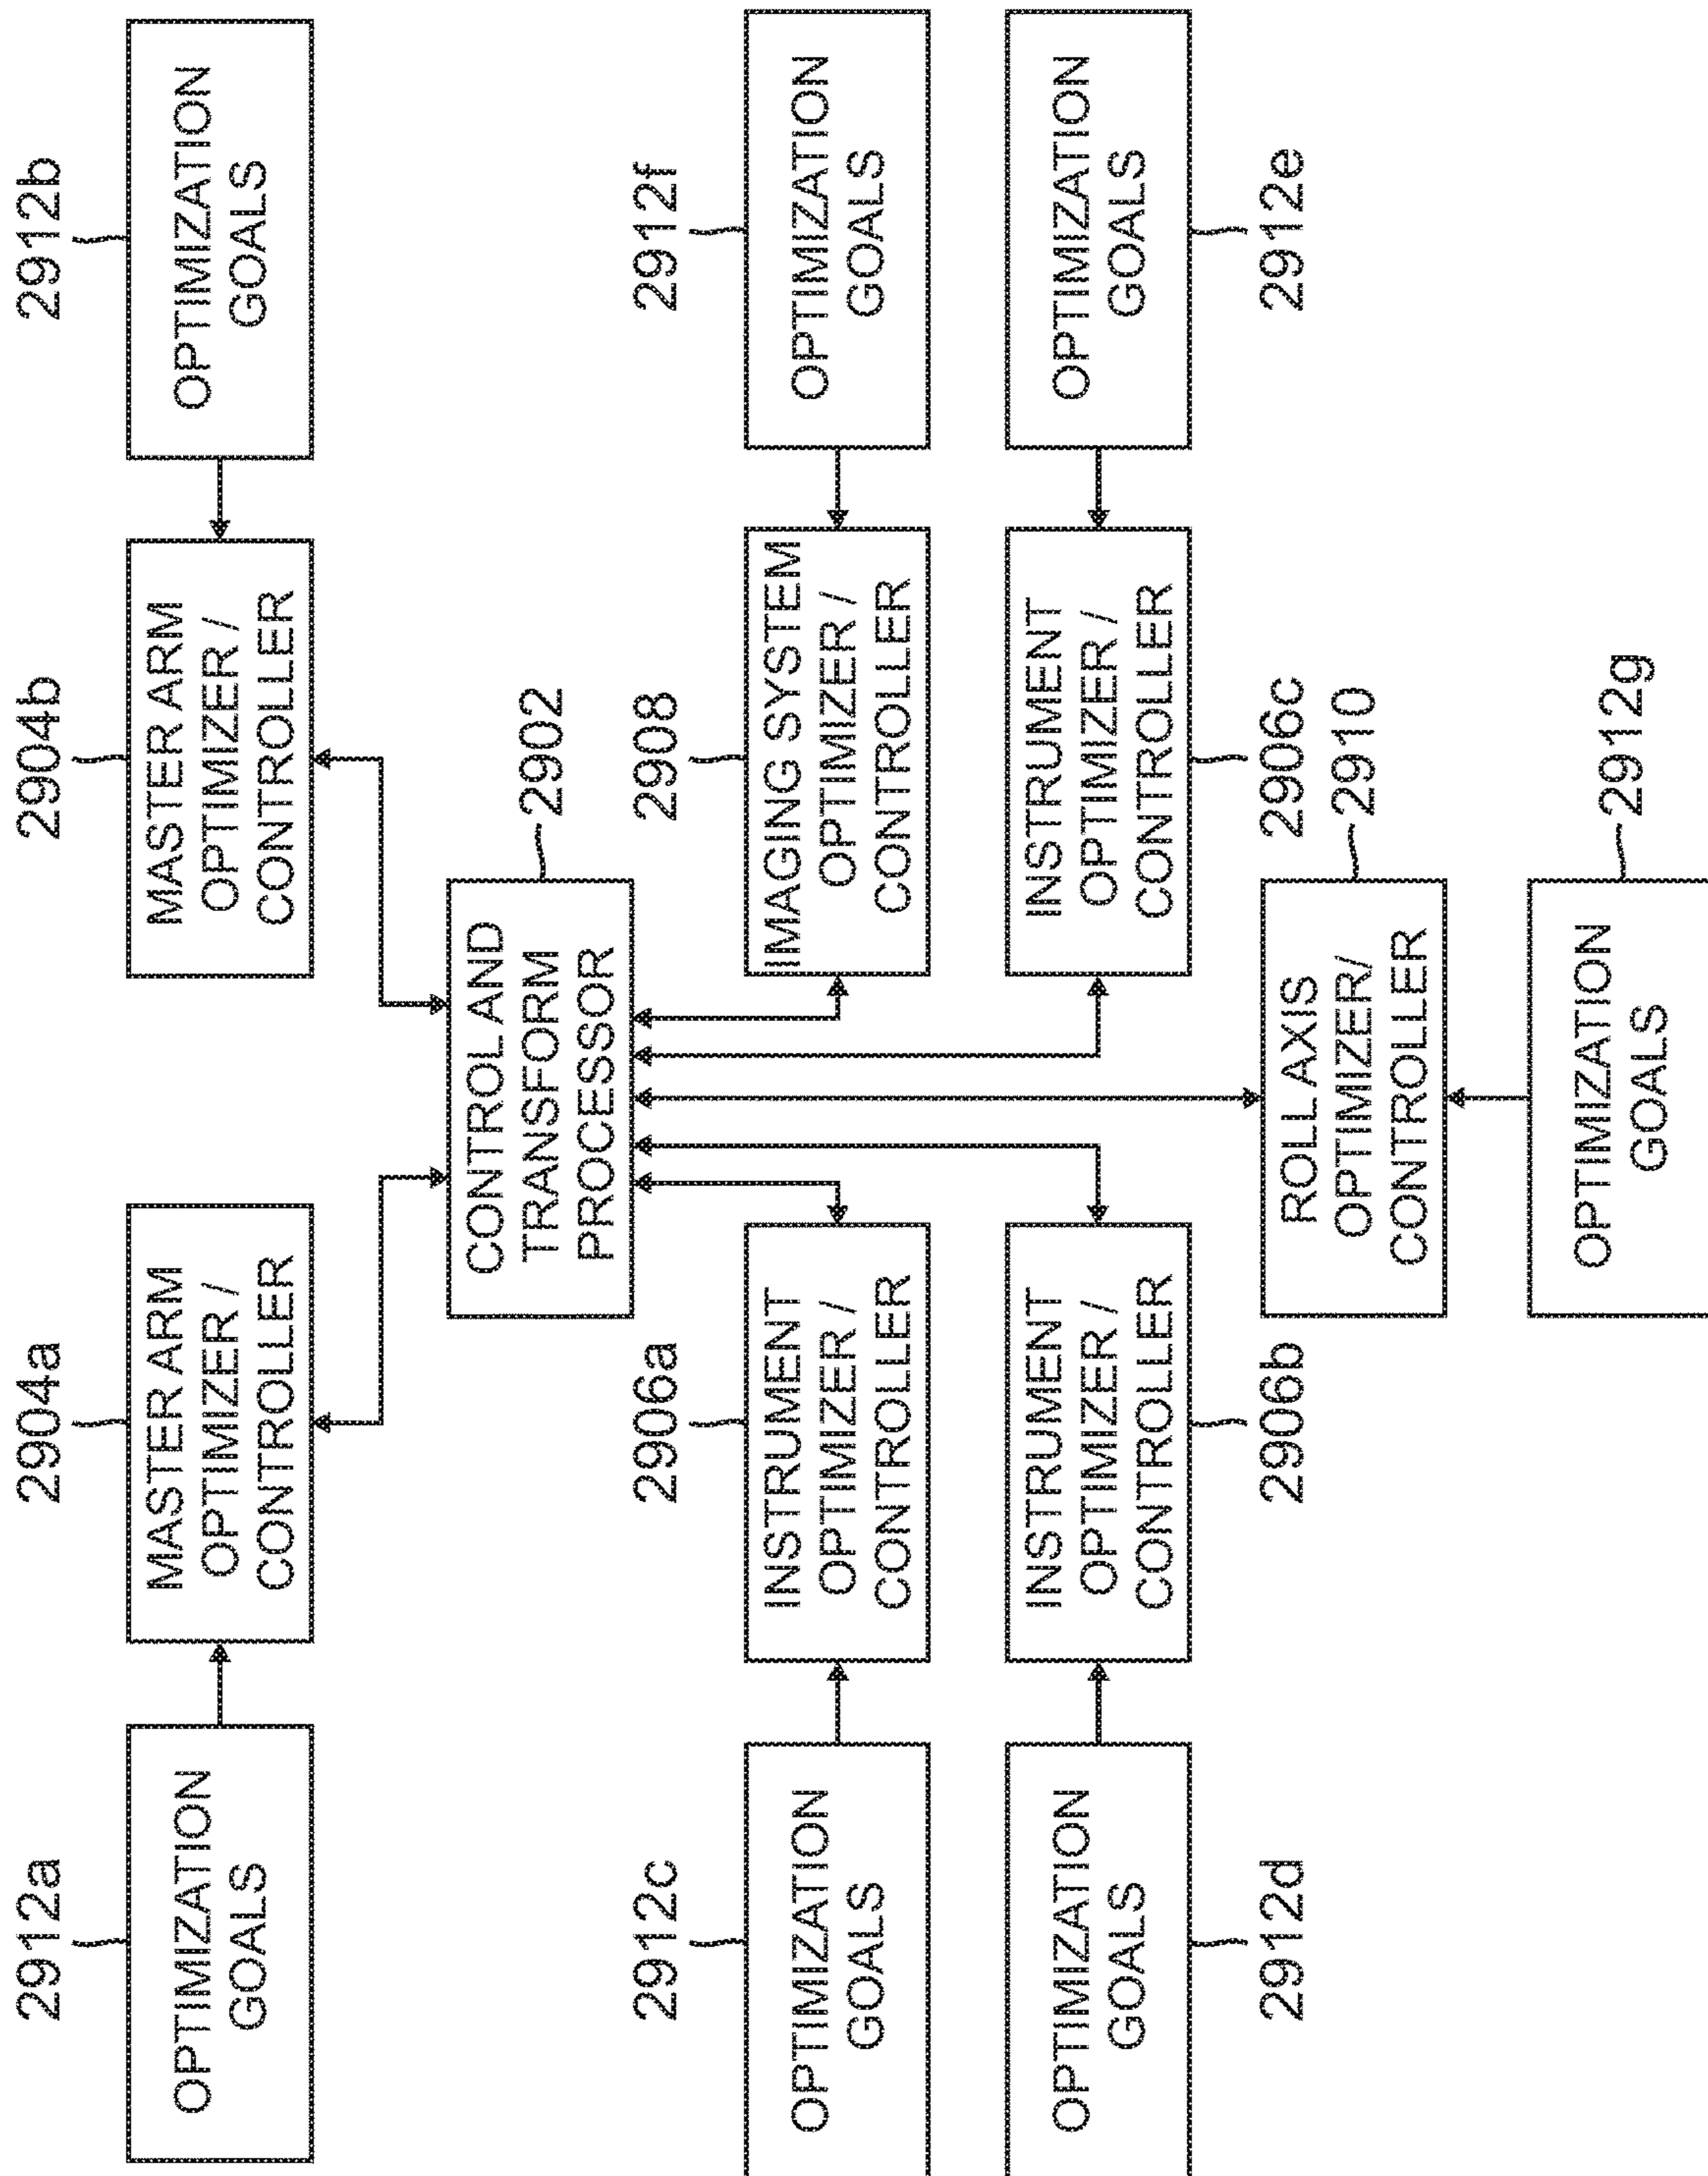 2912a
OPTIMIZATION
GOALS
2904a
MASTER ARM
OPTIMIZER /
CONTROLLER
2904b
MASTER ARM
OPTIMIZER /
CONTROLLER
2912b
OPTIMIZATION
GOALS
2902
CONTROL AND
TRANSFORM
PROCESSOR
2912c
OPTIMIZATION
GOALS
2906a
INSTRUMENT
OPTIMIZER /
CONTROLLER
2908
IMAGING SYSTEM
OPTIMIZER /
CONTROLLER
2912f
OPTIMIZATION
GOALS
OPTIMIZATION
GOALS
2912d
INSTRUMENT
OPTIMIZER /
CONTROLLER
2906b
INSTRUMENT
OPTIMIZER /
CONTROLLER
2906c
OPTIMIZATION
GOALS
2912e
ROLL AXIS
OPTIMIZER/
CONTROLLER
2910
OPTIMIZATION
GOALS
2912g